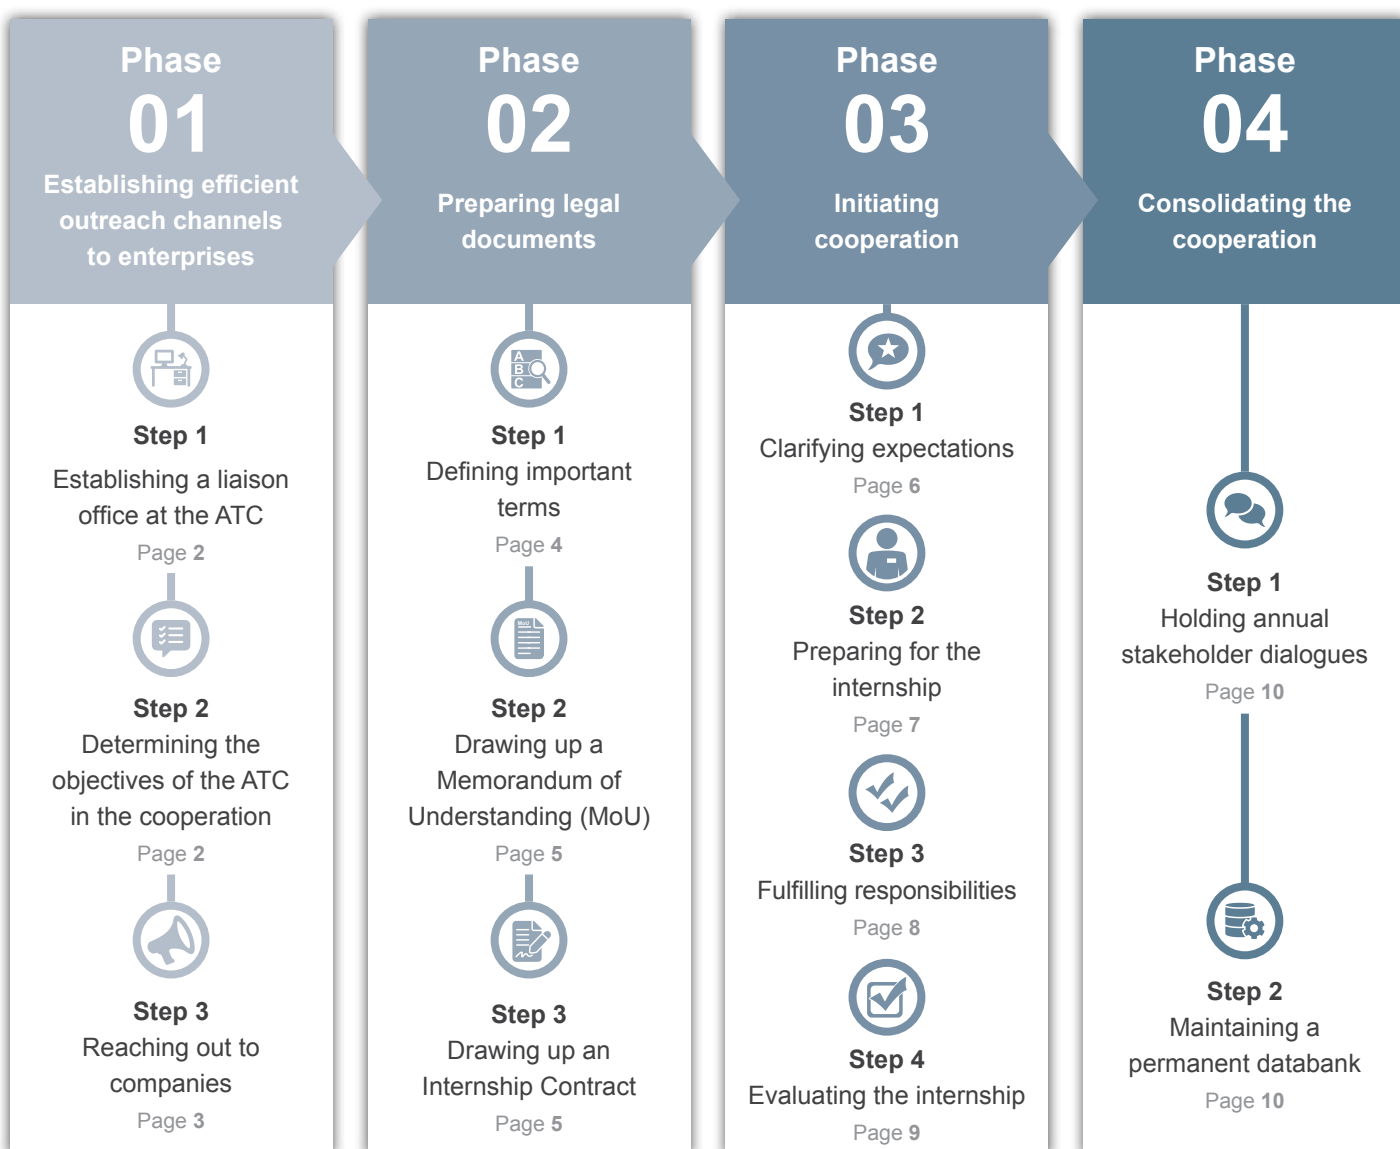 Phase
01
Establishing efficient
outreach channels
to enterprises
Step 1
Establishing a liaison
office at the ATC
Page 2
Step 2
Determining the
objectives of the ATC
in the cooperation
Page 2
Step 3
Reaching out to
companies
Page 3
Phase
02
Preparing legal
documents
A
B
C
Step 1
Defining important
terms
Page 4
MoU
Step 2
Drawing up a
Memorandum of
Understanding (MoU)
Page 5
Step 3
Drawing up an
Internship Contract
Page 5
Phase
03
Initiating
cooperation
Step 1
Clarifying expectations
Page 6
Step 2
Preparing for the
internship
Page 7
Step 3
Fulfilling responsibilities
Page 8
Step 4
Evaluating the internship
Page 9
Phase
04
Consolidating the
cooperation
Step 1
Holding annual
stakeholder dialogues
Page 10
Step 2
Maintaining a
permanent databank
Page 10